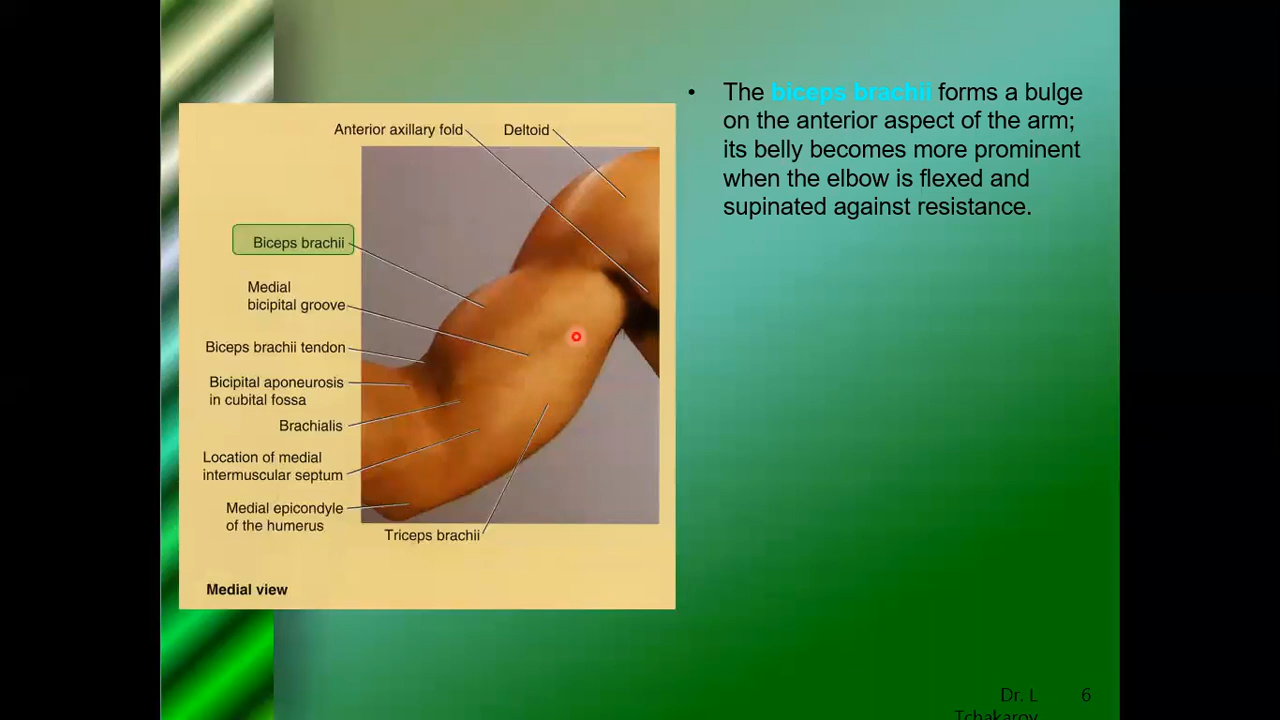 Anterior axillary fold
Deltoid
Biceps brachii
Medial
bicipital groove
Biceps brachii tendon
Bicipital aponeurosis
in cubital fossa
Brachialis
Location of medial
intermuscular septum
Medial epicondyle
of the humerus
Triceps brachii
Medial view
• The biceps brachii forms a bulge
on the anterior aspect of the arm;
its belly becomes more prominent
when the elbow is flexed and
supinated against resistance.
Dr. L
Tchakarov
6